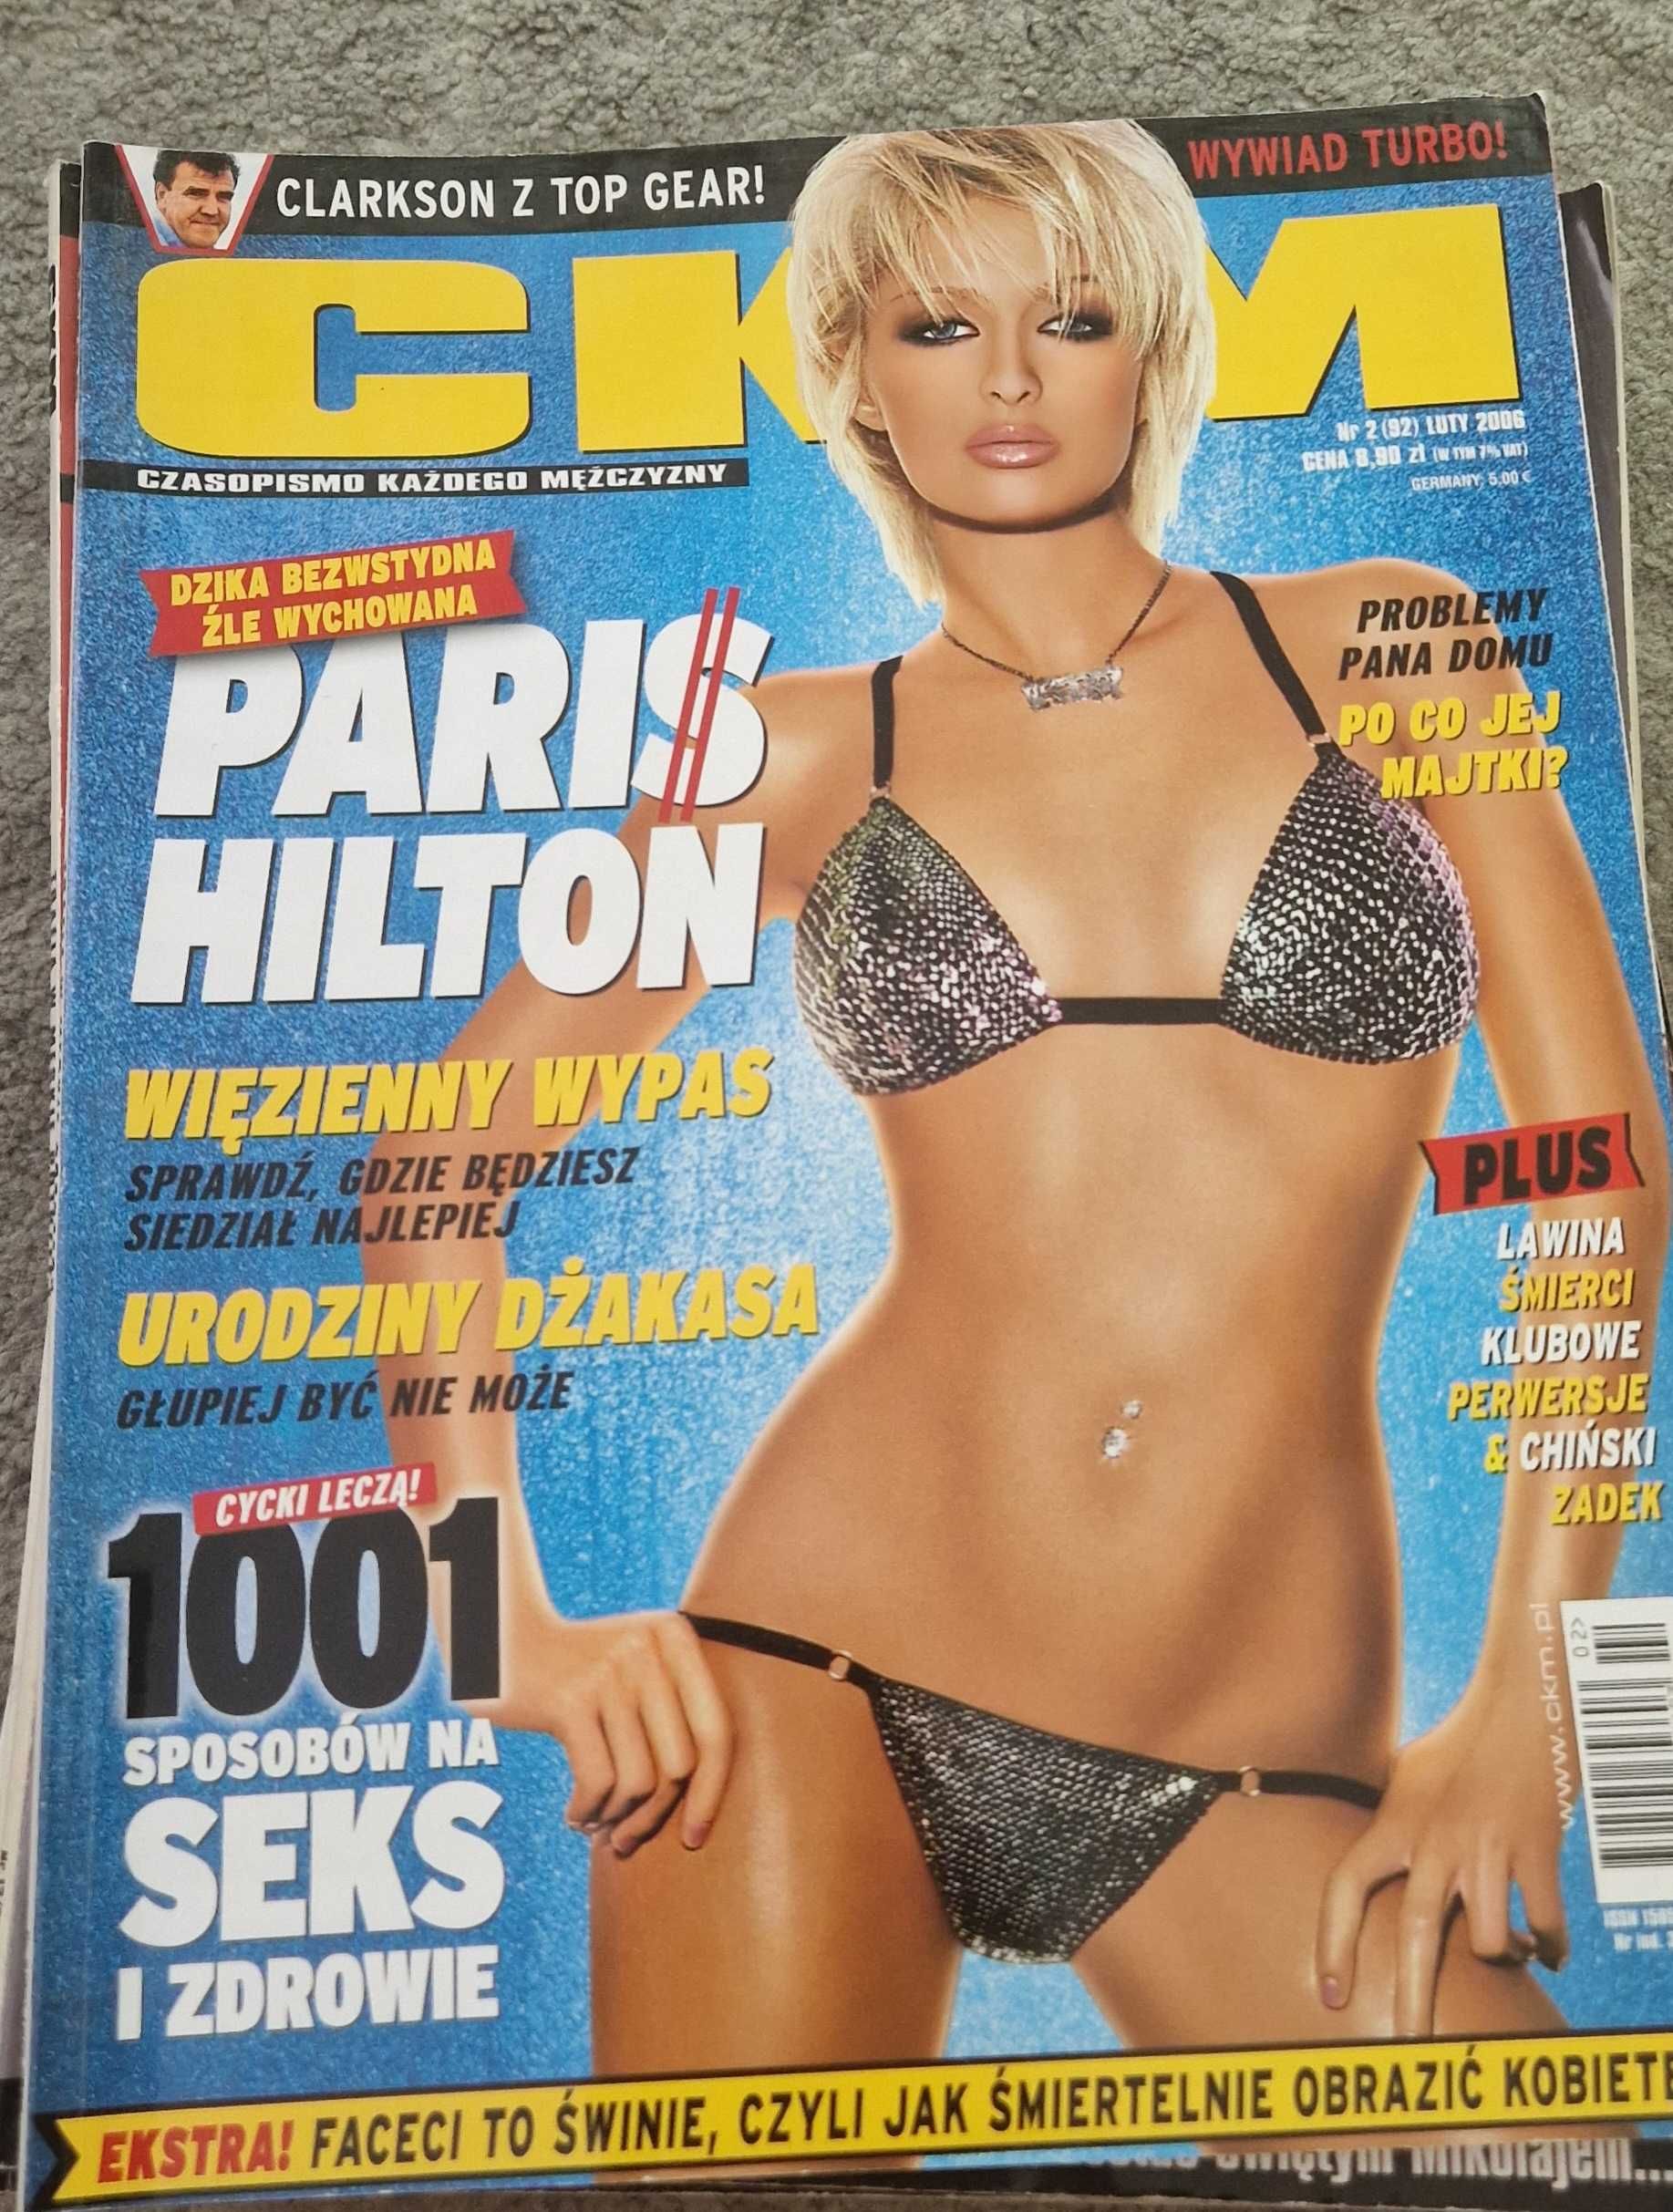 CLARKSON Z TOP GEAR!
WYWIAD TURBO!
CKM
CZASOPISMO KAŻDEGO MĘŻCZYZNY
Nr 2 (92) LUTY 2006
CENA 8,90 zł (W TYM 7% VAT)
GERMANY, 5.00 €
DZIKA BEZWSTYDNA
ŹLE WYCHOWANA
PARIS
HILTON
PROBLEMY
PANA DOMU
PO CO JEJ
MAJTKI?
WIĘZIENNY WYPAS
SPRAWDŹ, GDZIE BĘDZIESZ
SIEDZIAŁ NAJLEPIEJ
URODZINY DŻAKASA
GŁUPIEJ BYĆ NIE MOŻE
PLUS
LAWINA
ŚMIERCI
KLUBOWE
PERWERSJE
& CHIŃSKI
ZADEK
CYCKI LECZĄ!
1001
SPOSOBÓW NA
SEKS
I ZDROWIE
www.ckm.pl
02>
EKSTRA! FACECI TO ŚWINIE, CZYLI JAK ŚMIERTELNIE OBRAZIĆ KOBIETĘ